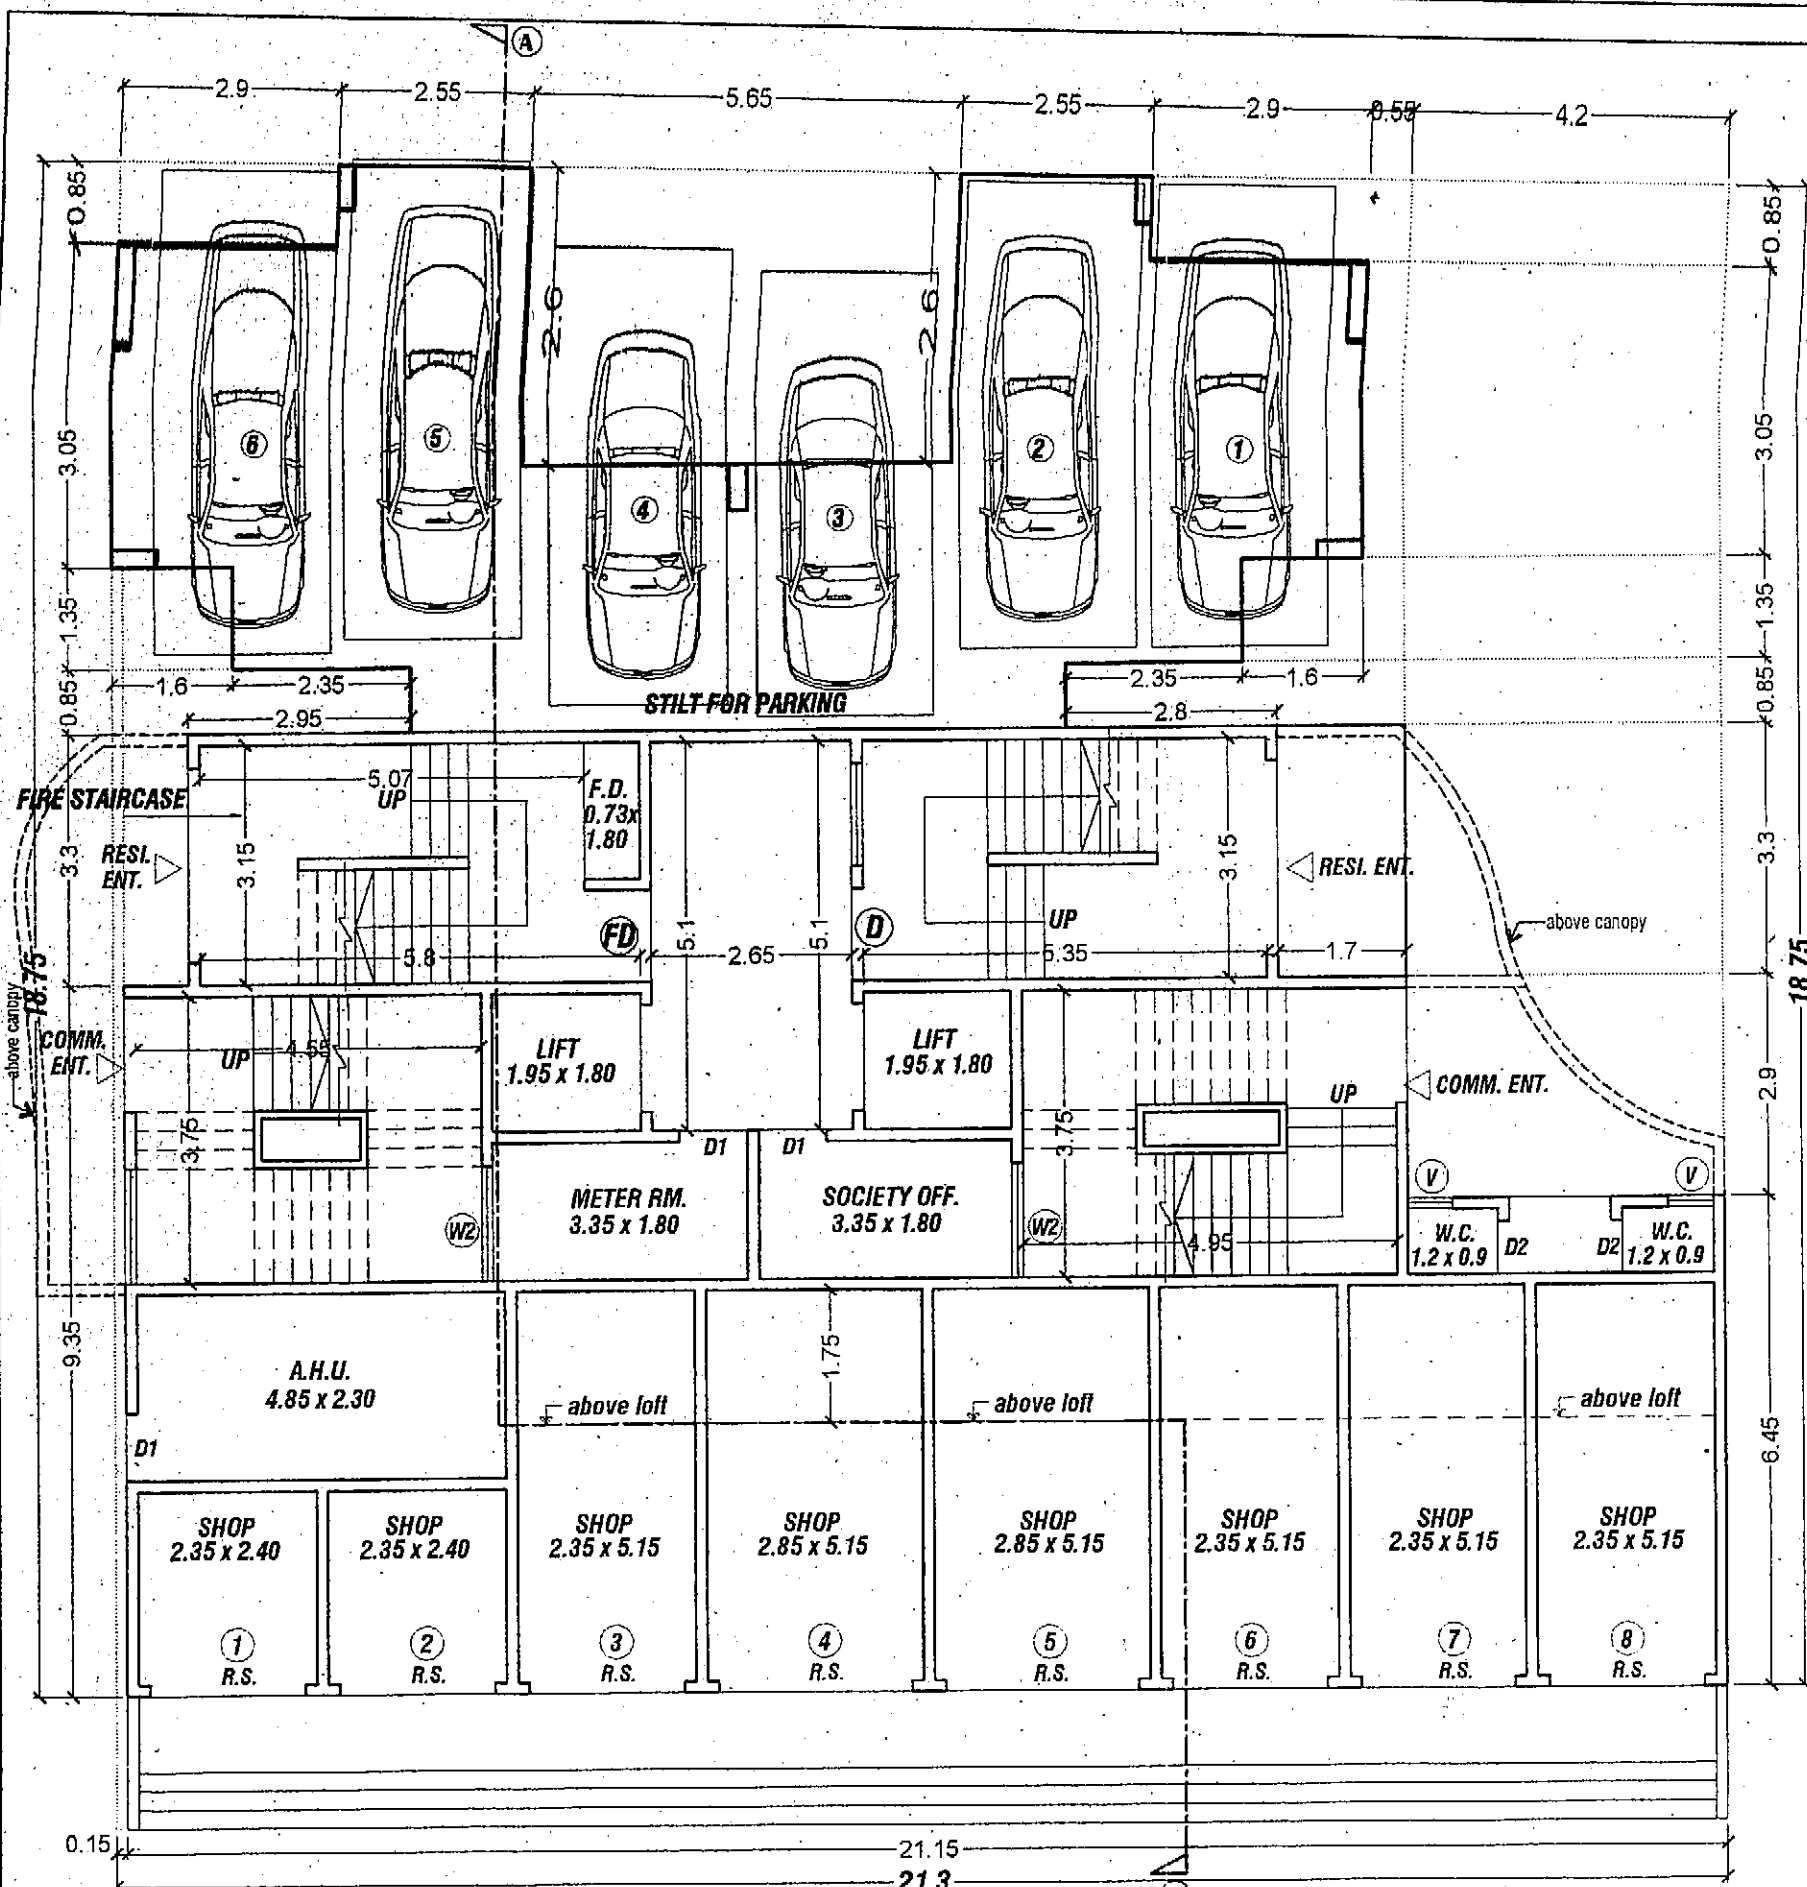 A
2.9
2.55
5.65
2.55
2.9
0.55
4.2
0.85
0.85
2.6
2.6
6
5
4
3
2
1
3.05
3.05
1.35
1.35
1.6
2.35
2.35
1.6
0.85
0.85
STILT FOR PARKING
2.95
2.8
5.07
FIRE STAIRCASE
UP
F.D.
0.73x
1.80
3.3
RESI.
ENT.
3.15
3.15
RESI. ENT.
3.3
FD
5.1
5.1
D
UP
above canopy
5.8
2.65
5.35
1.7
18.75
18.75
above canopy
COMM.
ENT.
UP
4.55
LIFT
1.95 x 1.80
LIFT
1.95 x 1.80
UP
COMM. ENT.
2.9
3.75
3.75
D1
D1
METER RM.
3.35 x 1.80
SOCIETY OFF.
3.35 x 1.80
V
V
W2
W2
4.95
W.C.
1.2 x 0.9
D2
D2
W.C.
1.2 x 0.9
9.35
A.H.U.
4.85 x 2.30
1.75
above loft
above loft
above loft
D1
6.45
SHOP
2.35 x 2.40
SHOP
2.35 x 2.40
SHOP
2.35 x 5.15
SHOP
2.85 x 5.15
SHOP
2.85 x 5.15
SHOP
2.35 x 5.15
SHOP
2.35 x 5.15
SHOP
2.35 x 5.15
1
R.S.
2
R.S.
3
R.S.
4
R.S.
5
R.S.
6
R.S.
7
R.S.
8
R.S.
0.15
21.15
21.3